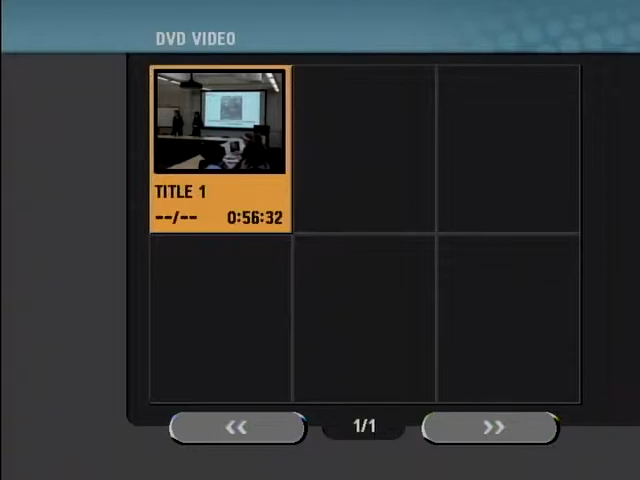 DVD VIDEO
TITLE 1
--/-- 0:56:32
<< 1/1 >>